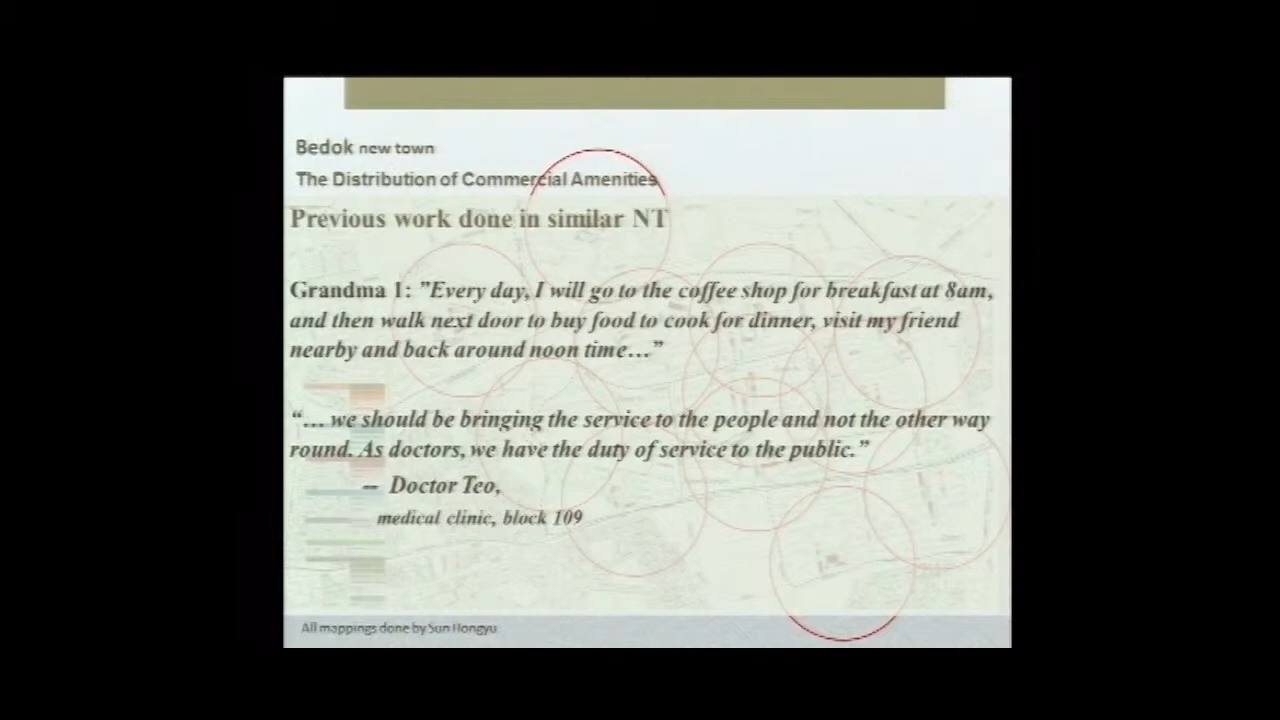 Bedok new town
The Distribution of Commercial Amenities
Previous work done in similar NT
Grandma 1: ”Every day, I will go to the coffee shop for breakfast at 8am,
and then walk next door to buy food to cook for dinner, visit my friend
nearby and back around noon time…”
“… we should be bringing the service to the people and not the other way
round. As doctors, we have the duty of service to the public.”
-- Doctor Teo,
medical clinic, block 109
All mappings done by Sun Hongyu